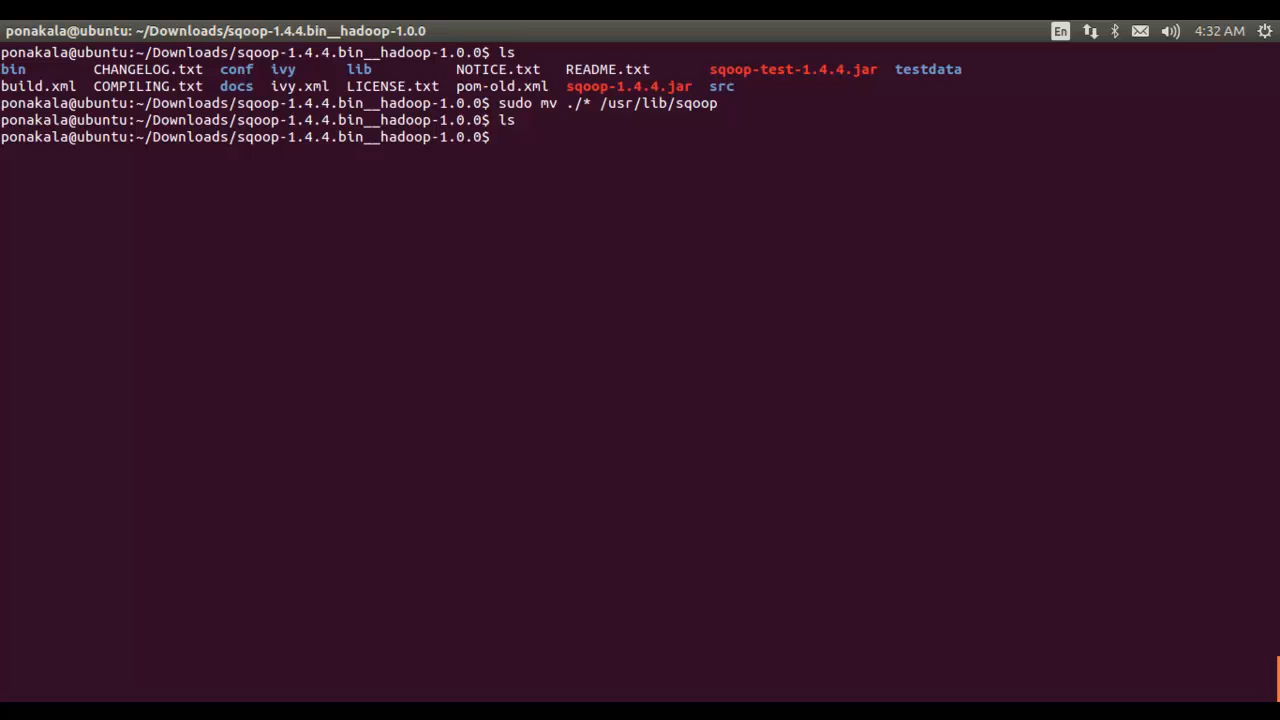 ponakala@ubuntu: ~/Downloads/sqoop-1.4.4.bin__hadoop-1.0.0 En 4:32 AM
ponakala@ubuntu:~/Downloads/sqoop-1.4.4.bin__hadoop-1.0.0$ ls
bin CHANGELOG.txt conf ivy lib NOTICE.txt README.txt sqoop-test-1.4.4.jar testdata
build.xml COMPILING.txt docs ivy.xml LICENSE.txt pom-old.xml sqoop-1.4.4.jar src
ponakala@ubuntu:~/Downloads/sqoop-1.4.4.bin__hadoop-1.0.0$ sudo mv ./* /usr/lib/sqoop
ponakala@ubuntu:~/Downloads/sqoop-1.4.4.bin__hadoop-1.0.0$ ls
ponakala@ubuntu:~/Downloads/sqoop-1.4.4.bin__hadoop-1.0.0$